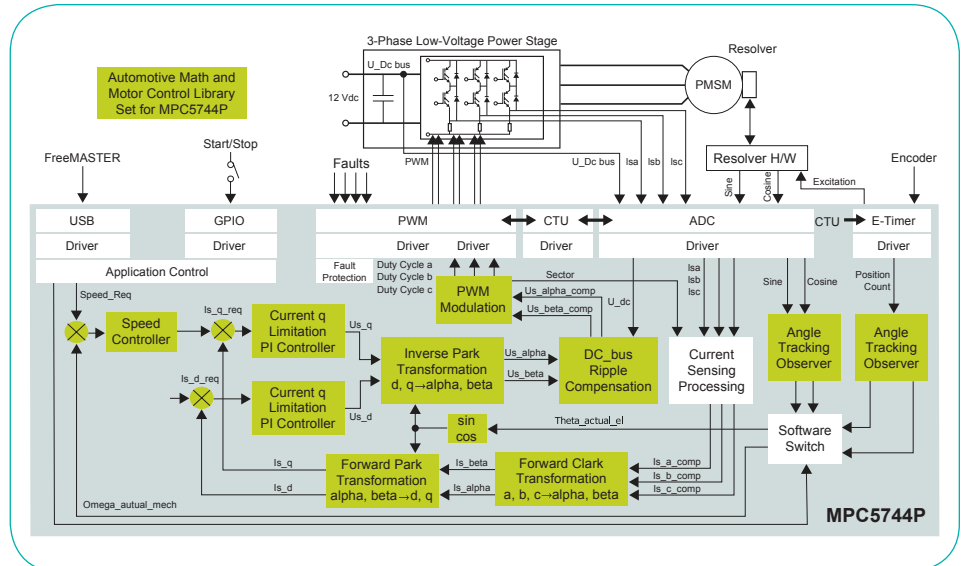 3-Phase Low-Voltage Power Stage
U_Dc bus
12 Vdc
Resolver
PMSM
Automotive Math and
Motor Control Library
Set for MPC5744P
FreeMASTER
Start/Stop
Faults
PWM
U_Dc bus
Isa
Isb
Isc
Resolver H/W
Sine
Cosine
Excitation
Encoder
USB
GPIO
PWM
CTU
ADC
CTU
E-Timer
Driver
Driver
Driver
Driver
Driver
Driver
Driver
Application Control
Fault
Protection
Duty Cycle a
Duty Cycle b
Duty Cycle c
PWM
Modulation
Sector
Us_alpha_comp
Us_beta_comp
U_dc
Isa
Isb
Isc
Sine
Cosine
Position
Count
Speed_Req
Speed
Controller
Is_q_req
Current q
Limitation
PI Controller
Us_q
Is_d_req
Current q
Limitation
PI Controller
Us_d
Inverse Park
Transformation
d, q→alpha, beta
Us_alpha
Us_beta
DC_bus
Ripple
Compensation
Current
Sensing
Processing
Angle
Tracking
Observer
Angle
Tracking
Observer
sin
cos
Theta_actual_el
Software
Switch
Is_q
Is_d
Forward Park
Transformation
alpha, beta→d, q
Is_beta
Is_alpha
Forward Clark
Transformation
a, b, c→alpha, beta
Is_a_comp
Is_b_comp
Is_c_comp
Omega_autual_mech
MPC5744P